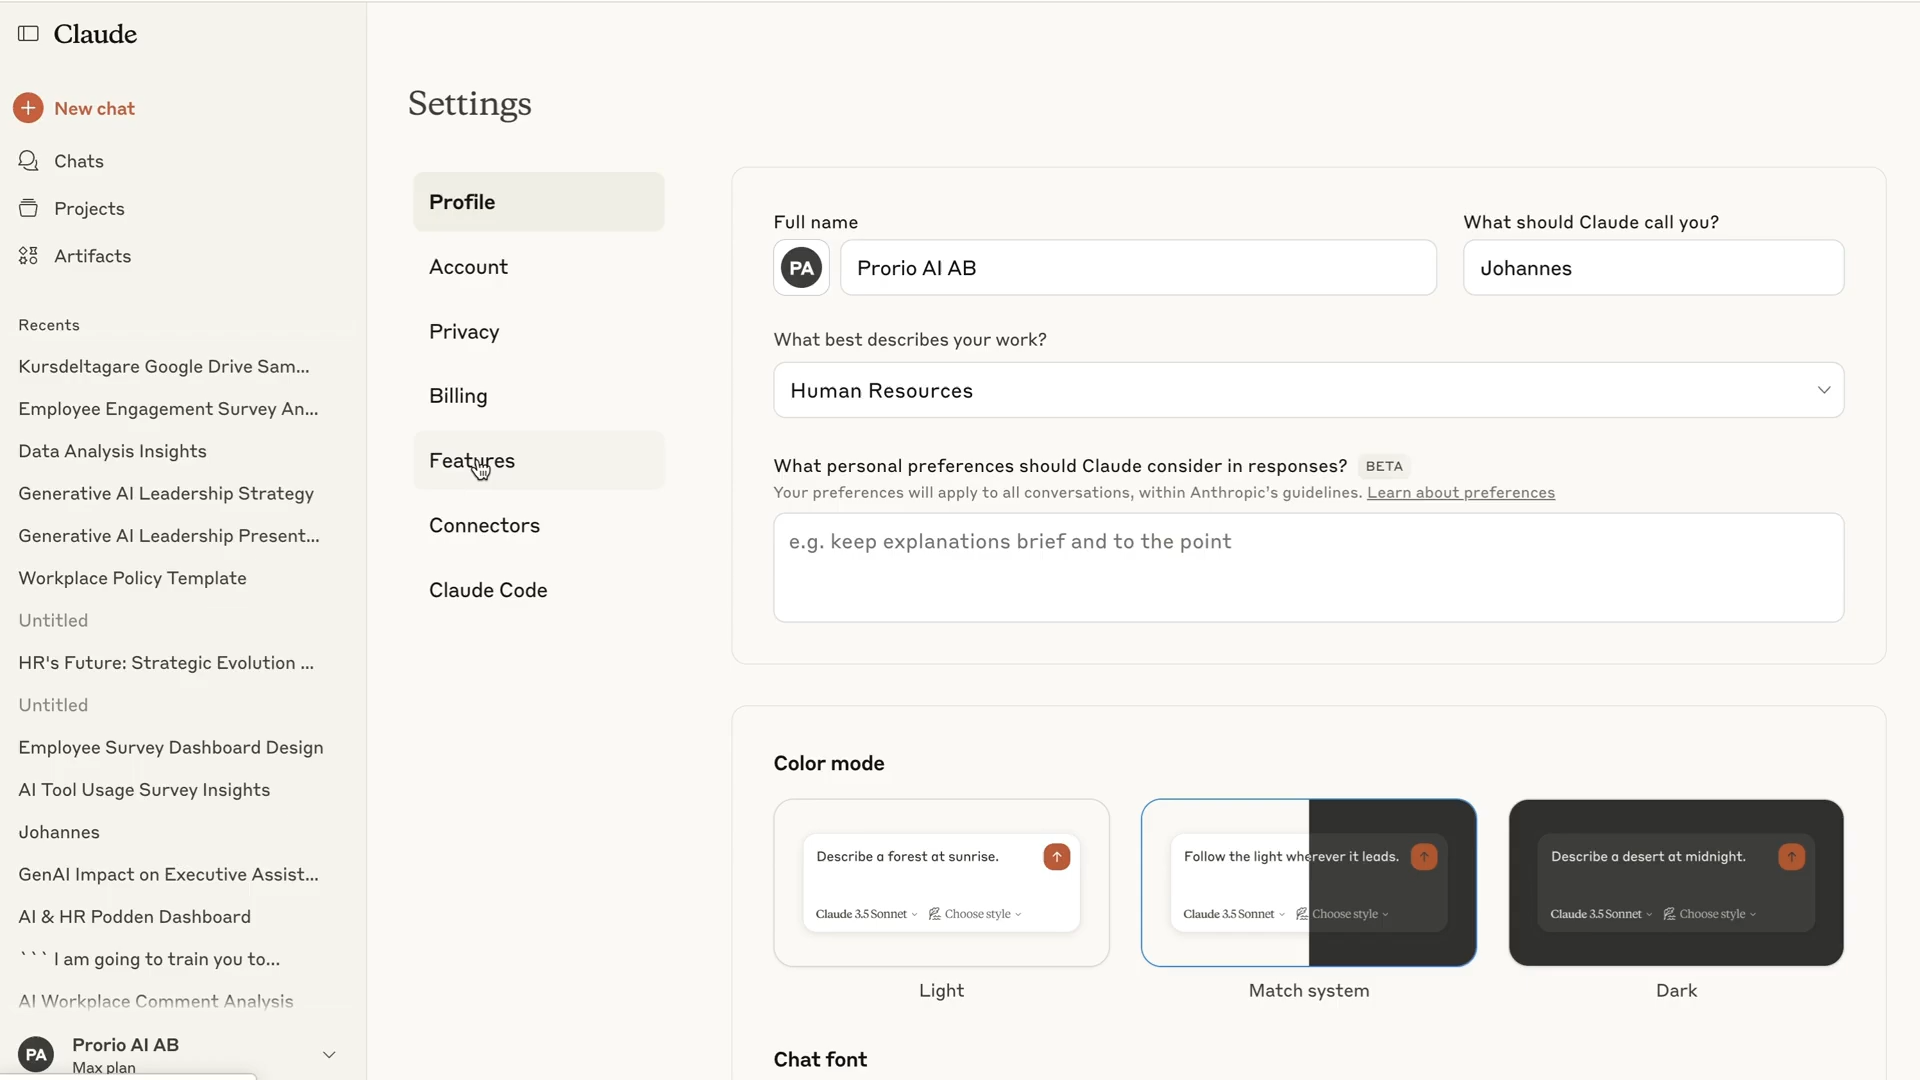 Claude
New chat
Chats
Projects
Artifacts
Recents
Kursdeltagare Google Drive Sam...
Employee Engagement Survey An...
Data Analysis Insights
Generative AI Leadership Strategy
Generative AI Leadership Present...
Workplace Policy Template
Untitled
HR's Future: Strategic Evolution ...
Untitled
Employee Survey Dashboard Design
AI Tool Usage Survey Insights
Johannes
GenAI Impact on Executive Assist...
AI & HR Podden Dashboard
``` I am going to train you to...
AI Workplace Comment Analysis
PA
Prorio AI AB
Max plan
Settings
Profile
Account
Privacy
Billing
Features
Connectors
Claude Code
Full name
PA
Prorio AI AB
What should Claude call you?
Johannes
What best describes your work?
Human Resources
What personal preferences should Claude consider in responses? BETA
Your preferences will apply to all conversations, within Anthropic's guidelines. Learn about preferences
e.g. keep explanations brief and to the point
Color mode
Describe a forest at sunrise.
Claude 3.5 Sonnet Choose style
Light
Follow the light wherever it leads.
Claude 3.5 Sonnet Choose style
Match system
Describe a desert at midnight.
Claude 3.5 Sonnet Choose style
Dark
Chat font